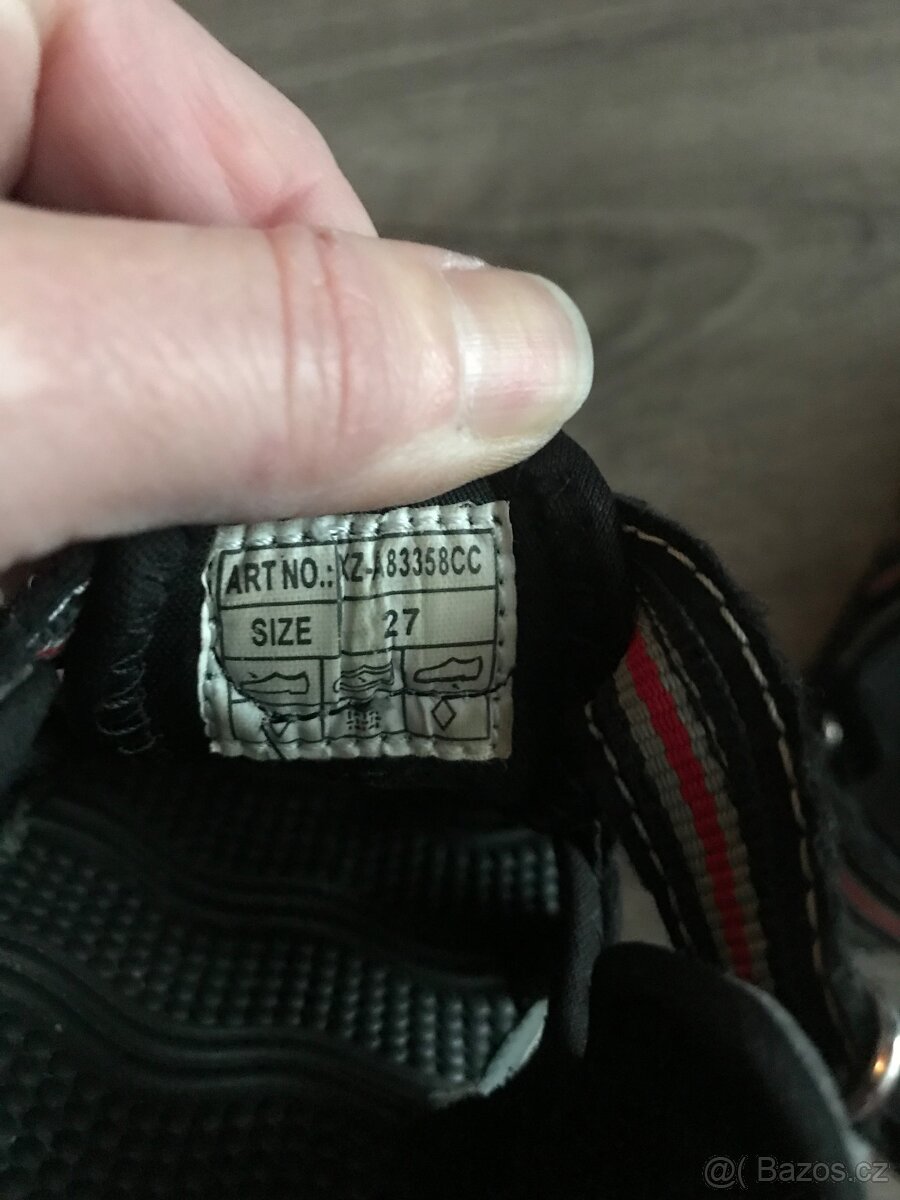 ART NO.: XZ-A83358CC
SIZE 27
@( Bazos.cz